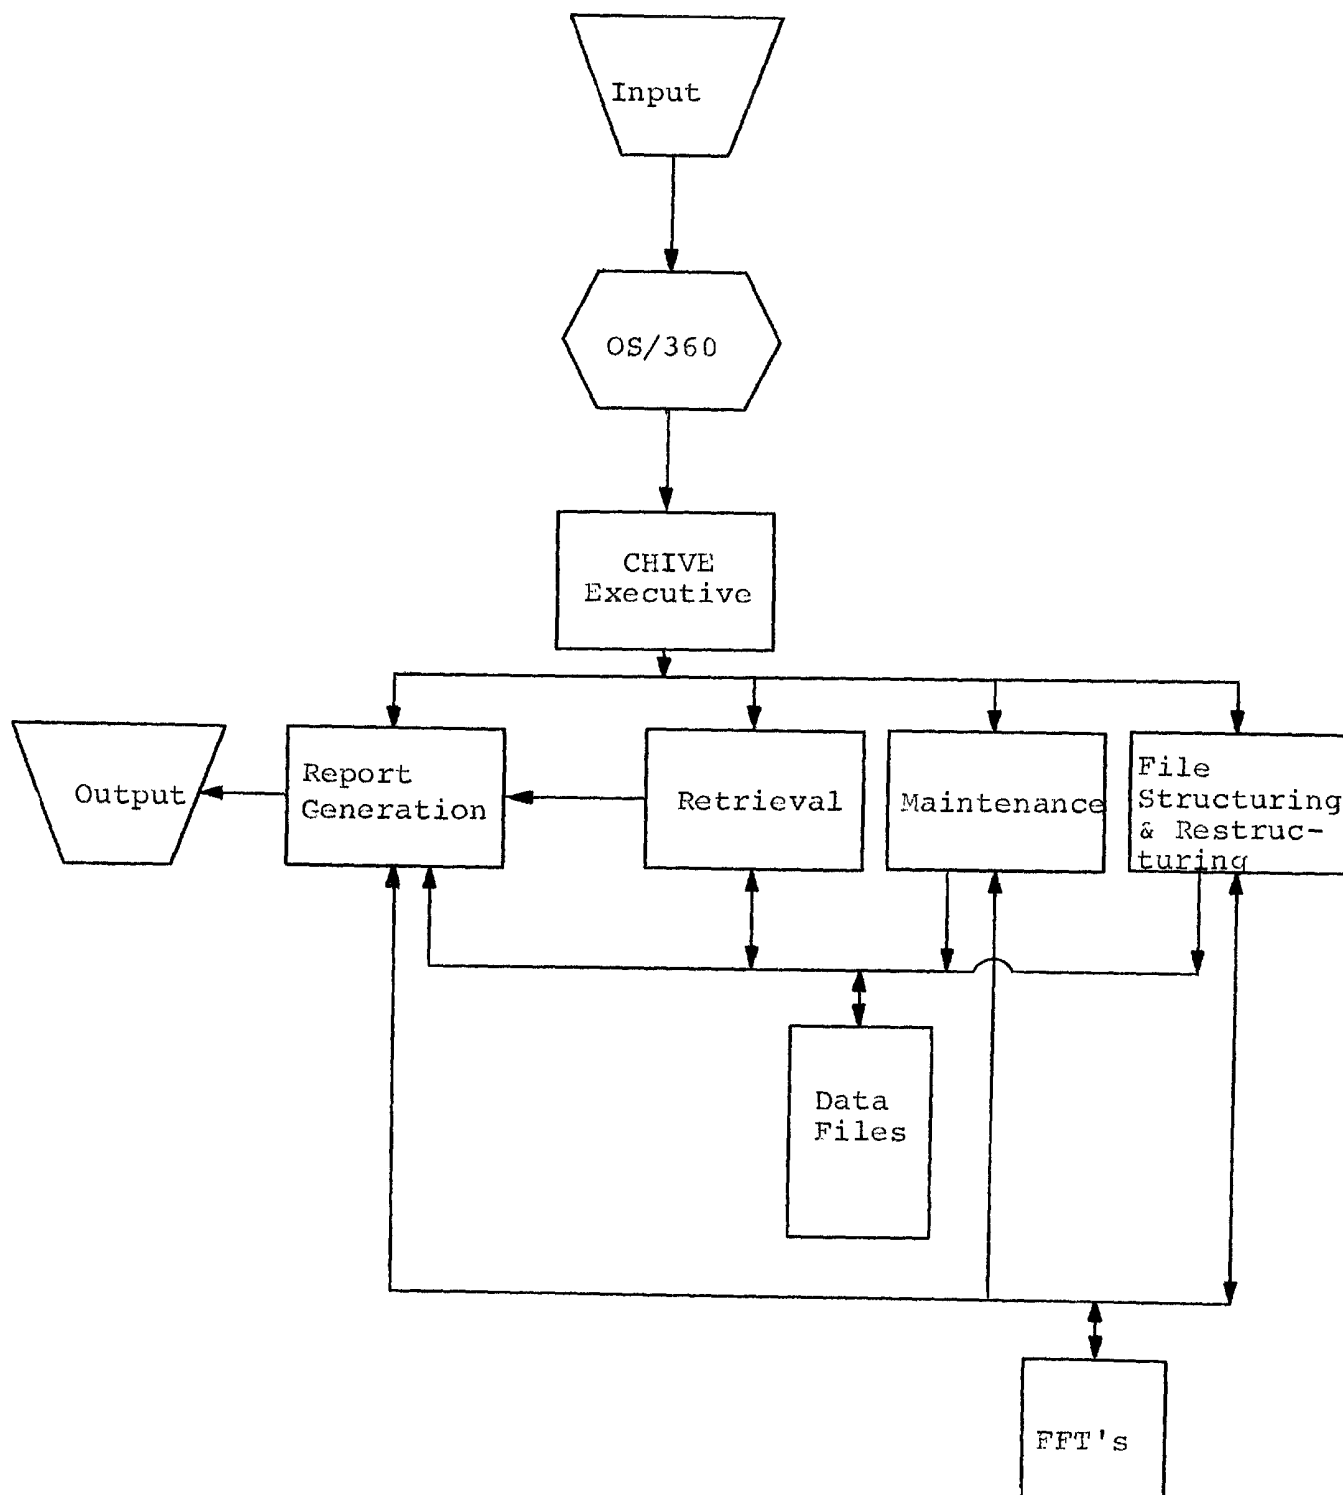 Input
OS/360
CHIVE
Executive
Output
Report
Generation
Retrieval
Maintenance
File
Structuring
& Restruc-
turing
Data
Files
FFT's